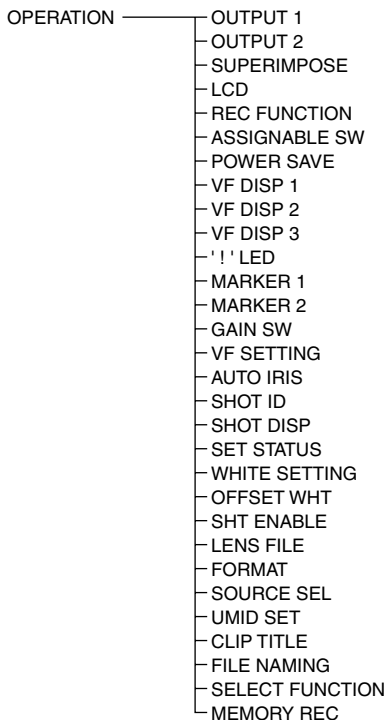 OPERATION
OUTPUT 1
OUTPUT 2
SUPERIMPOSE
LCD
REC FUNCTION
ASSIGNABLE SW
POWER SAVE
VF DISP 1
VF DISP 2
VF DISP 3
' ! ' LED
MARKER 1
MARKER 2
GAIN SW
VF SETTING
AUTO IRIS
SHOT ID
SHOT DISP
SET STATUS
WHITE SETTING
OFFSET WHT
SHT ENABLE
LENS FILE
FORMAT
SOURCE SEL
UMID SET
CLIP TITLE
FILE NAMING
SELECT FUNCTION
MEMORY REC